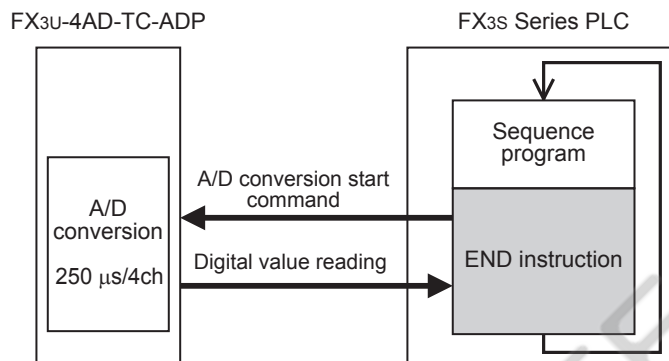 FX3U-4AD-TC-ADP
FX3S Series PLC
Sequence
program
A/D conversion start
command
A/D
conversion
250 μs/4ch
Digital value reading
END instruction